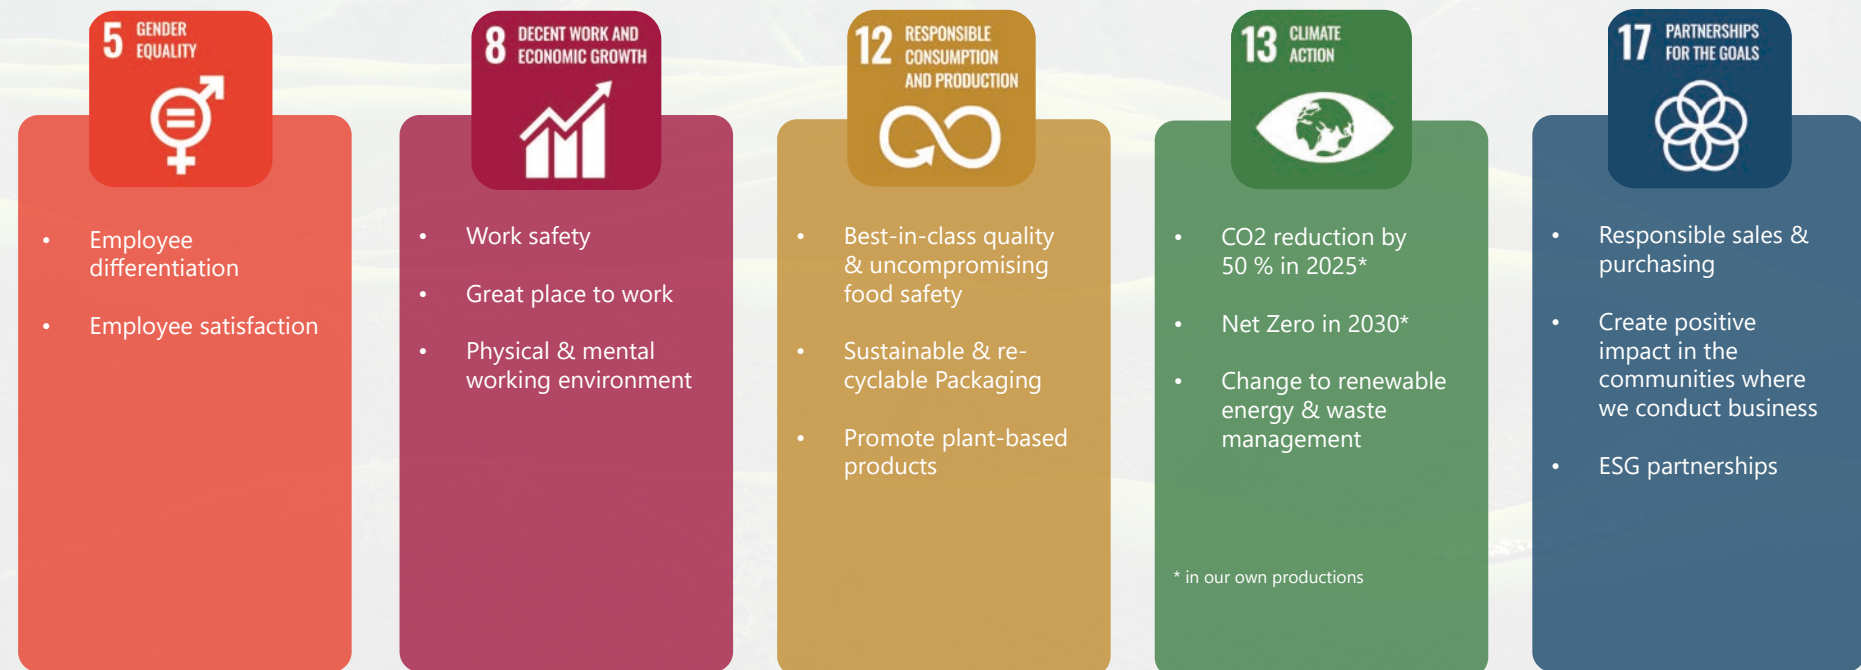 5 GENDER
EQUALITY
• Employee
differentiation
• Employee satisfaction
8 DECENT WORK AND
ECONOMIC GROWTH
• Work safety
• Great place to work
• Physical & mental
working environment
12 RESPONSIBLE
CONSUMPTION
AND PRODUCTION
• Best-in-class quality
& uncompromising
food safety
• Sustainable & re-
cyclable Packaging
• Promote plant-based
products
13 CLIMATE
ACTION
• CO2 reduction by
50 % in 2025*
• Net Zero in 2030*
• Change to renewable
energy & waste
management
* in our own productions
17 PARTNERSHIPS
FOR THE GOALS
• Responsible sales &
purchasing
• Create positive
impact in the
communities where
we conduct business
• ESG partnerships